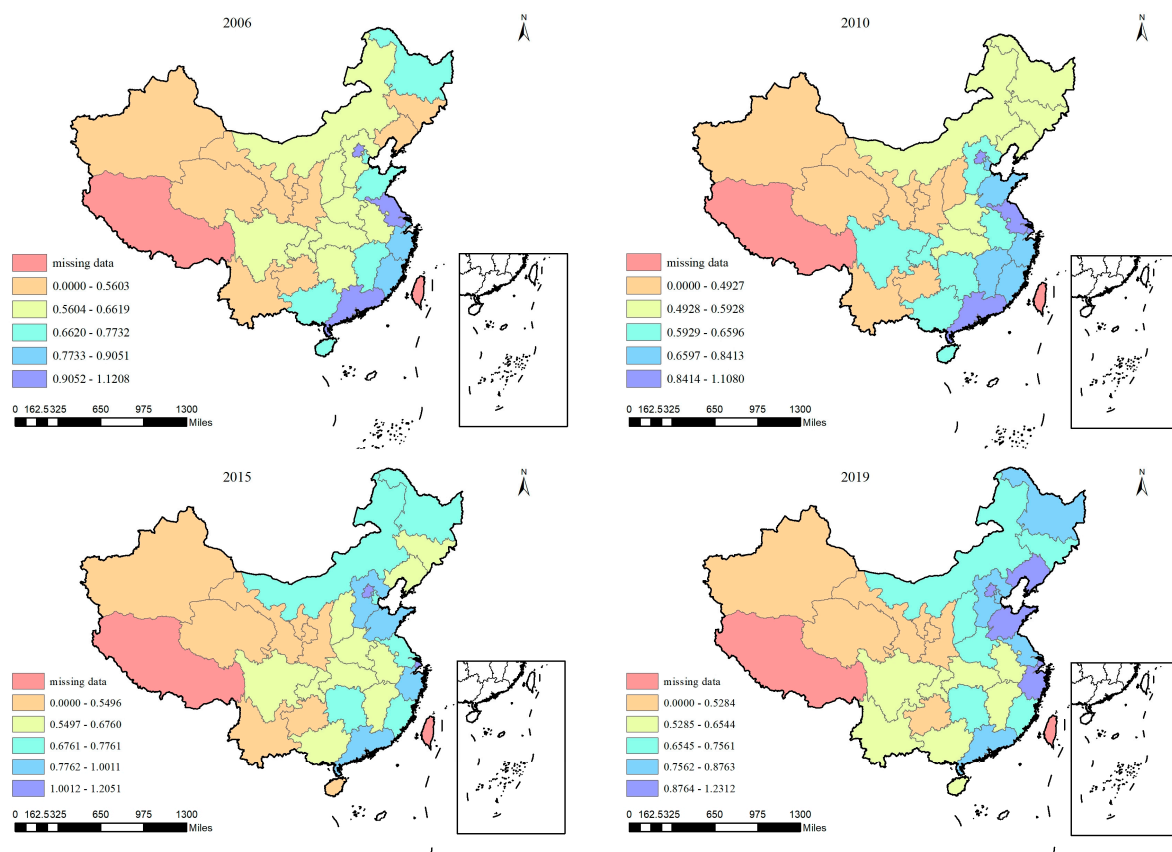 2006
N
missing data
0.0000 - 0.5603
0.5604 - 0.6619
0.6620 - 0.7732
0.7733 - 0.9051
0.9052 - 1.1208
0 162.5325 650 975 1300
Miles
2010
N
missing data
0.0000 - 0.4927
0.4928 - 0.5928
0.5929 - 0.6596
0.6597 - 0.8413
0.8414 - 1.1080
0 162.5325 650 975 1300
Miles
2015
N
missing data
0.0000 - 0.5496
0.5497 - 0.6760
0.6761 - 0.7761
0.7762 - 1.0011
1.0012 - 1.2051
0 162.5325 650 975 1300
Miles
2019
N
missing data
0.0000 - 0.5284
0.5285 - 0.6544
0.6545 - 0.7561
0.7562 - 0.8763
0.8764 - 1.2312
0 162.5325 650 975 1300
Miles